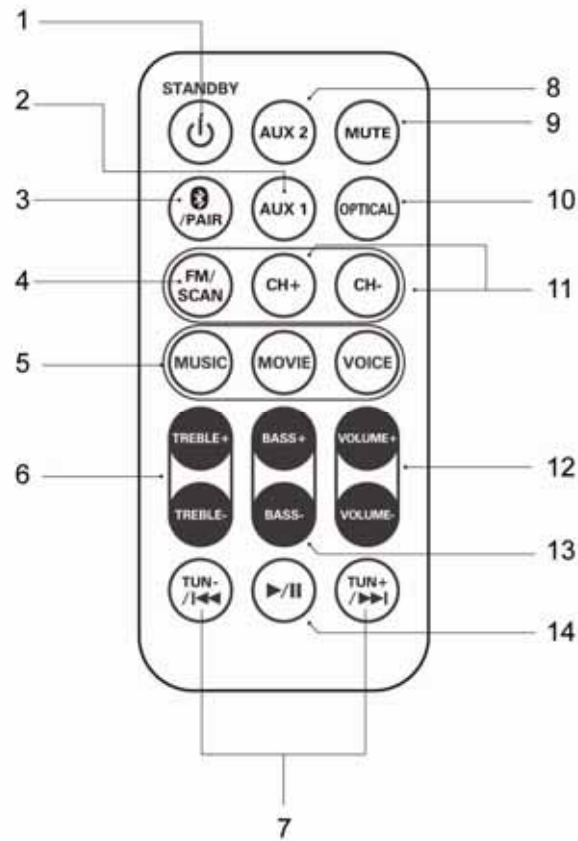 1
2
3
4
5
6
7
8
9
10
11
12
13
14
STANDBY
AUX 2
MUTE
/PAIR
AUX 1
OPTICAL
FM/
SCAN
CH+
CH-
MUSIC
MOVIE
VOICE
TREBLE+
BASS+
VOLUME+
TREBLE-
BASS-
VOLUME-
TUN-
/
/
TUN+
/